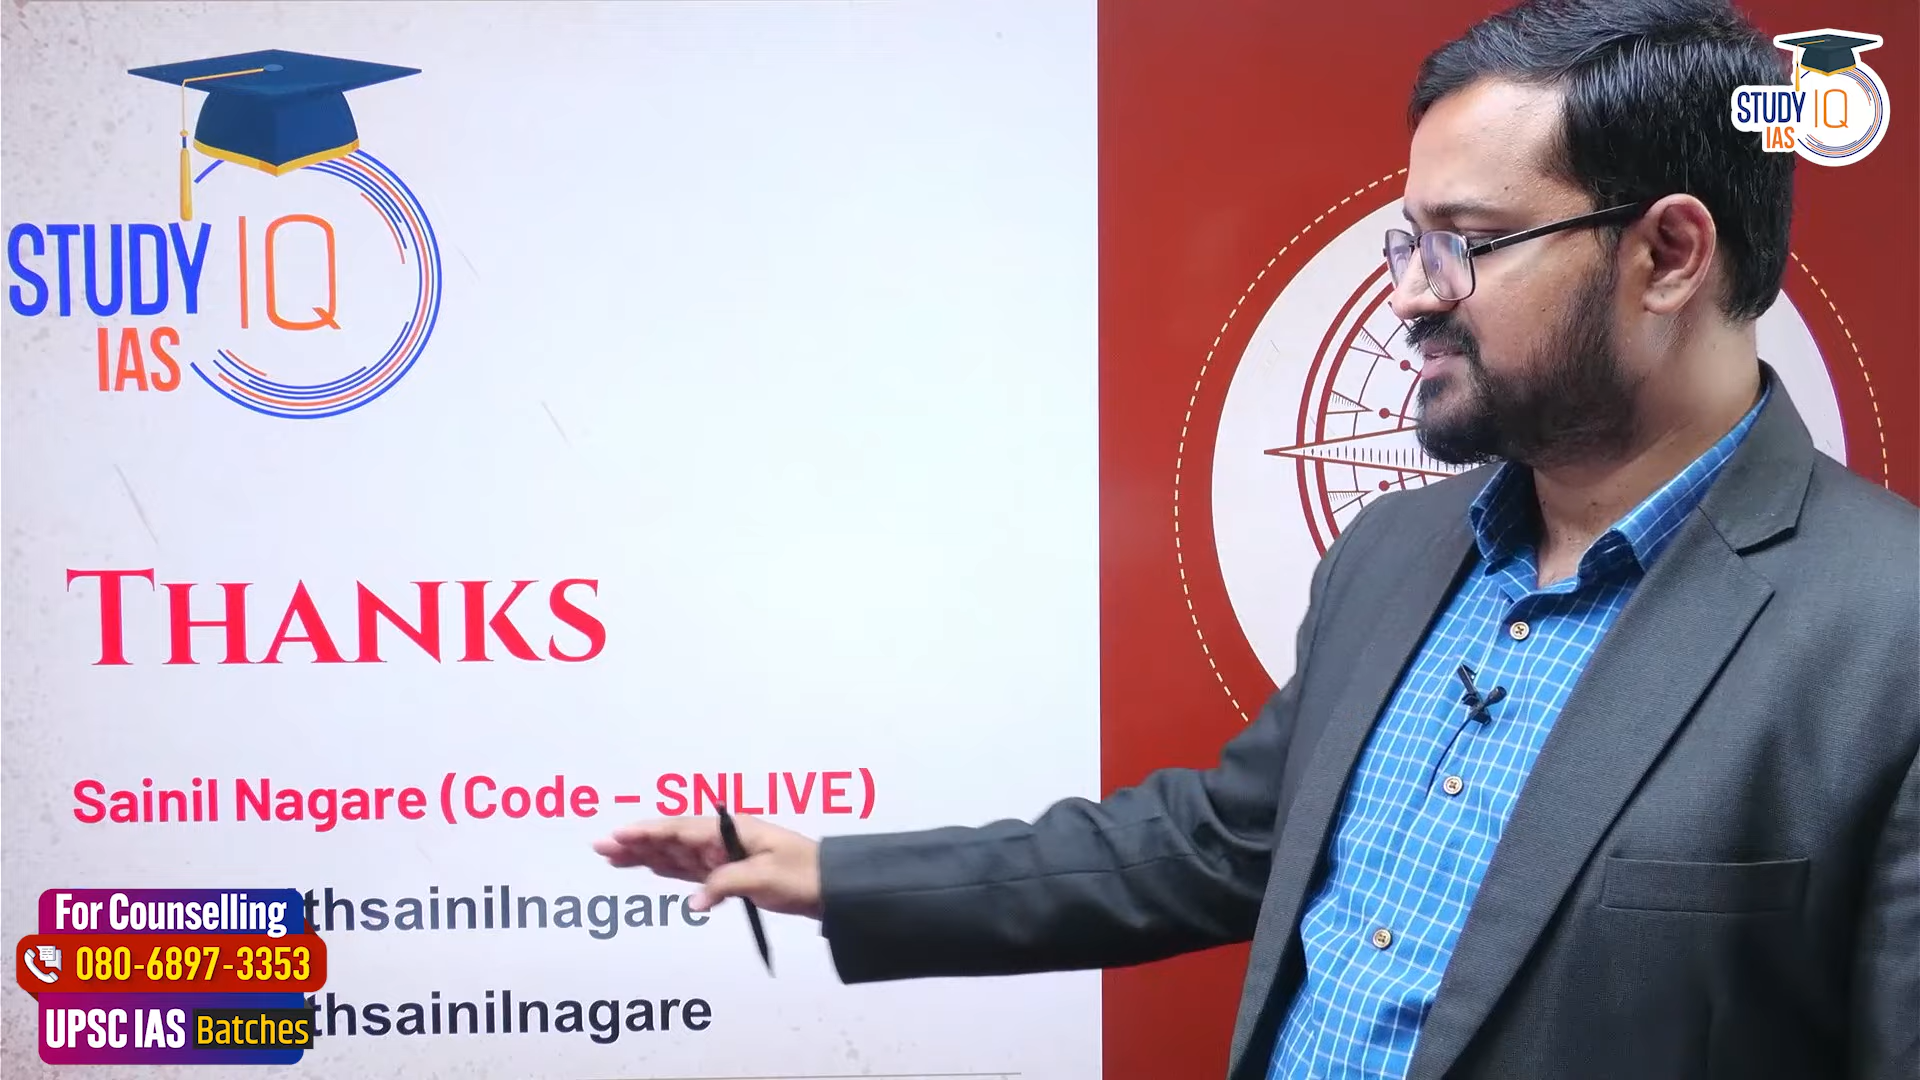 STUDY IQ
IAS
STUDY IQ
IAS
THANKS
Sainil Nagare (Code – SNLIVE)
thsainilnagare
thsainilnagare
For Counselling
080-6897-3353
UPSC IAS Batches